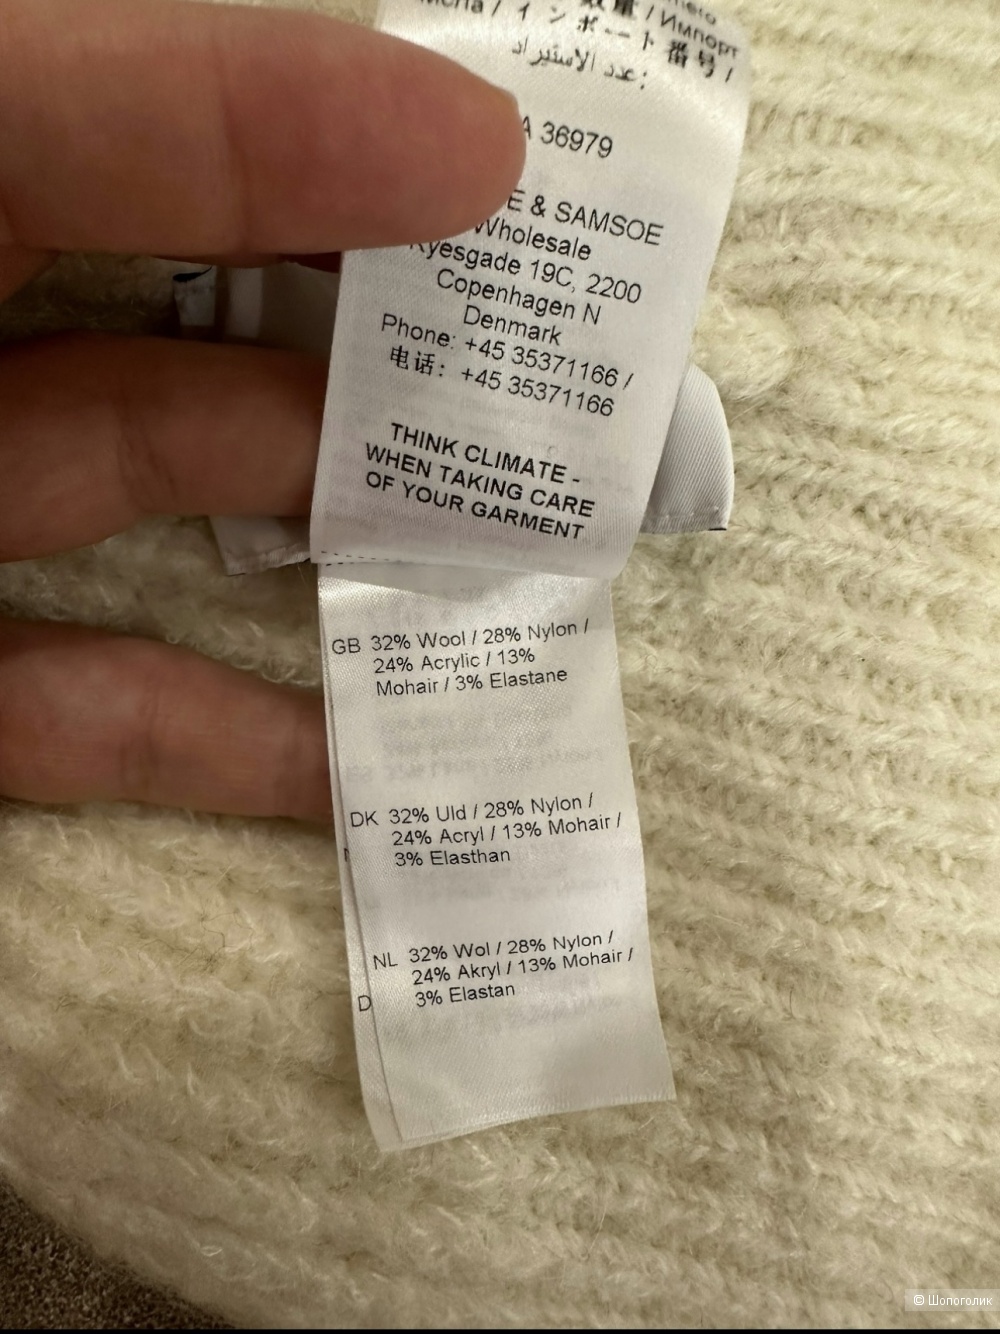 数量 / Импорт
/ インポート番号 /
عدد الاستيراد:
A 36979
E & SAMSOE
Wholesale
Ryesgade 19C, 2200
Copenhagen N
Denmark
Phone: +45 35371166 /
电话: +45 35371166
THINK CLIMATE -
WHEN TAKING CARE
OF YOUR GARMENT
GB 32% Wool / 28% Nylon /
24% Acrylic / 13%
Mohair / 3% Elastane
DK 32% Uld / 28% Nylon /
24% Acryl / 13% Mohair /
3% Elasthan
NL 32% Wol / 28% Nylon /
24% Akryl / 13% Mohair /
3% Elastan
D
© Шопоголик